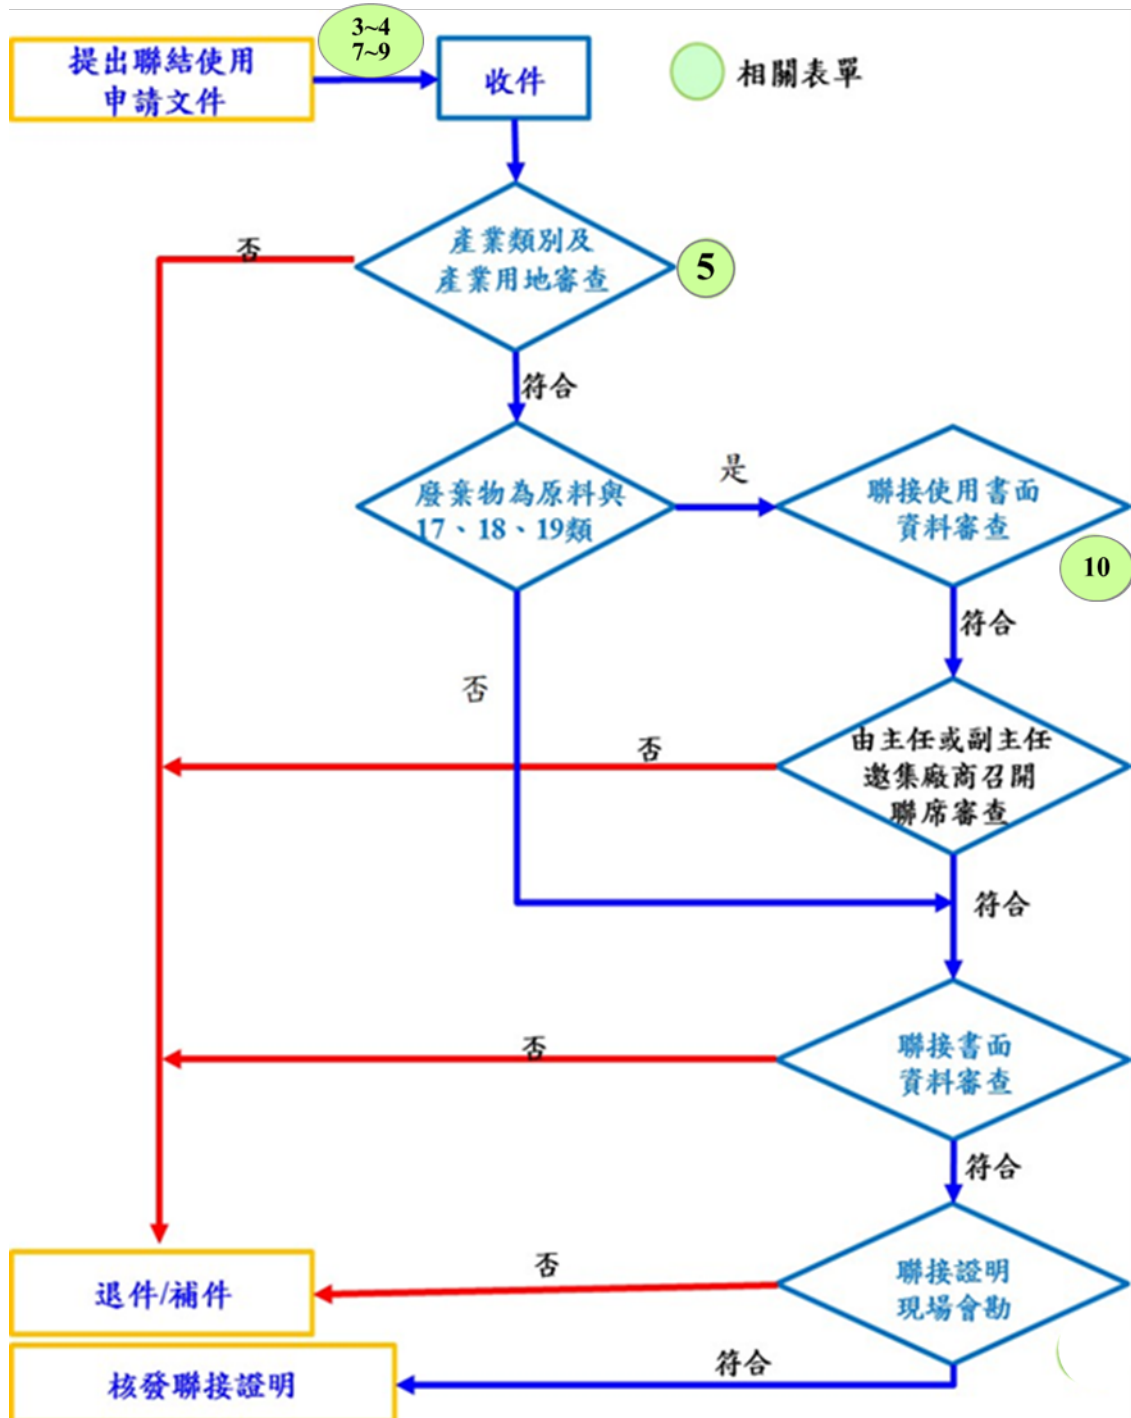 提出聯結使用
申請文件
3~4
7~9
收件
相關表單
產業類別及
產業用地審查
5
否
符合
廢棄物為原料與
17、18、19類
是
聯接使用書面
資料審查
10
符合
否
由主任或副主任
邀集廠商召開
聯席審查
否
符合
聯接書面
資料審查
否
符合
聯接證明
現場會勘
否
退件/補件
符合
核發聯接證明